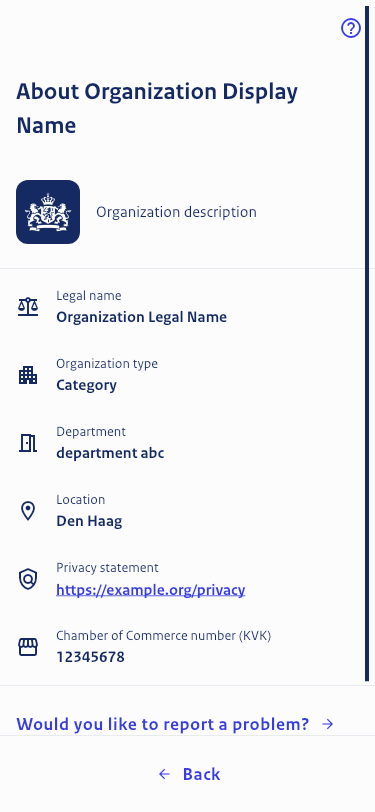 About Organization Display
Name
Organization description
Legal name
Organization Legal Name
Organization type
Category
Department
department abc
Location
Den Haag
Privacy statement
https://example.org/privacy
Chamber of Commerce number (KVK)
12345678
Would you like to report a problem?
Back